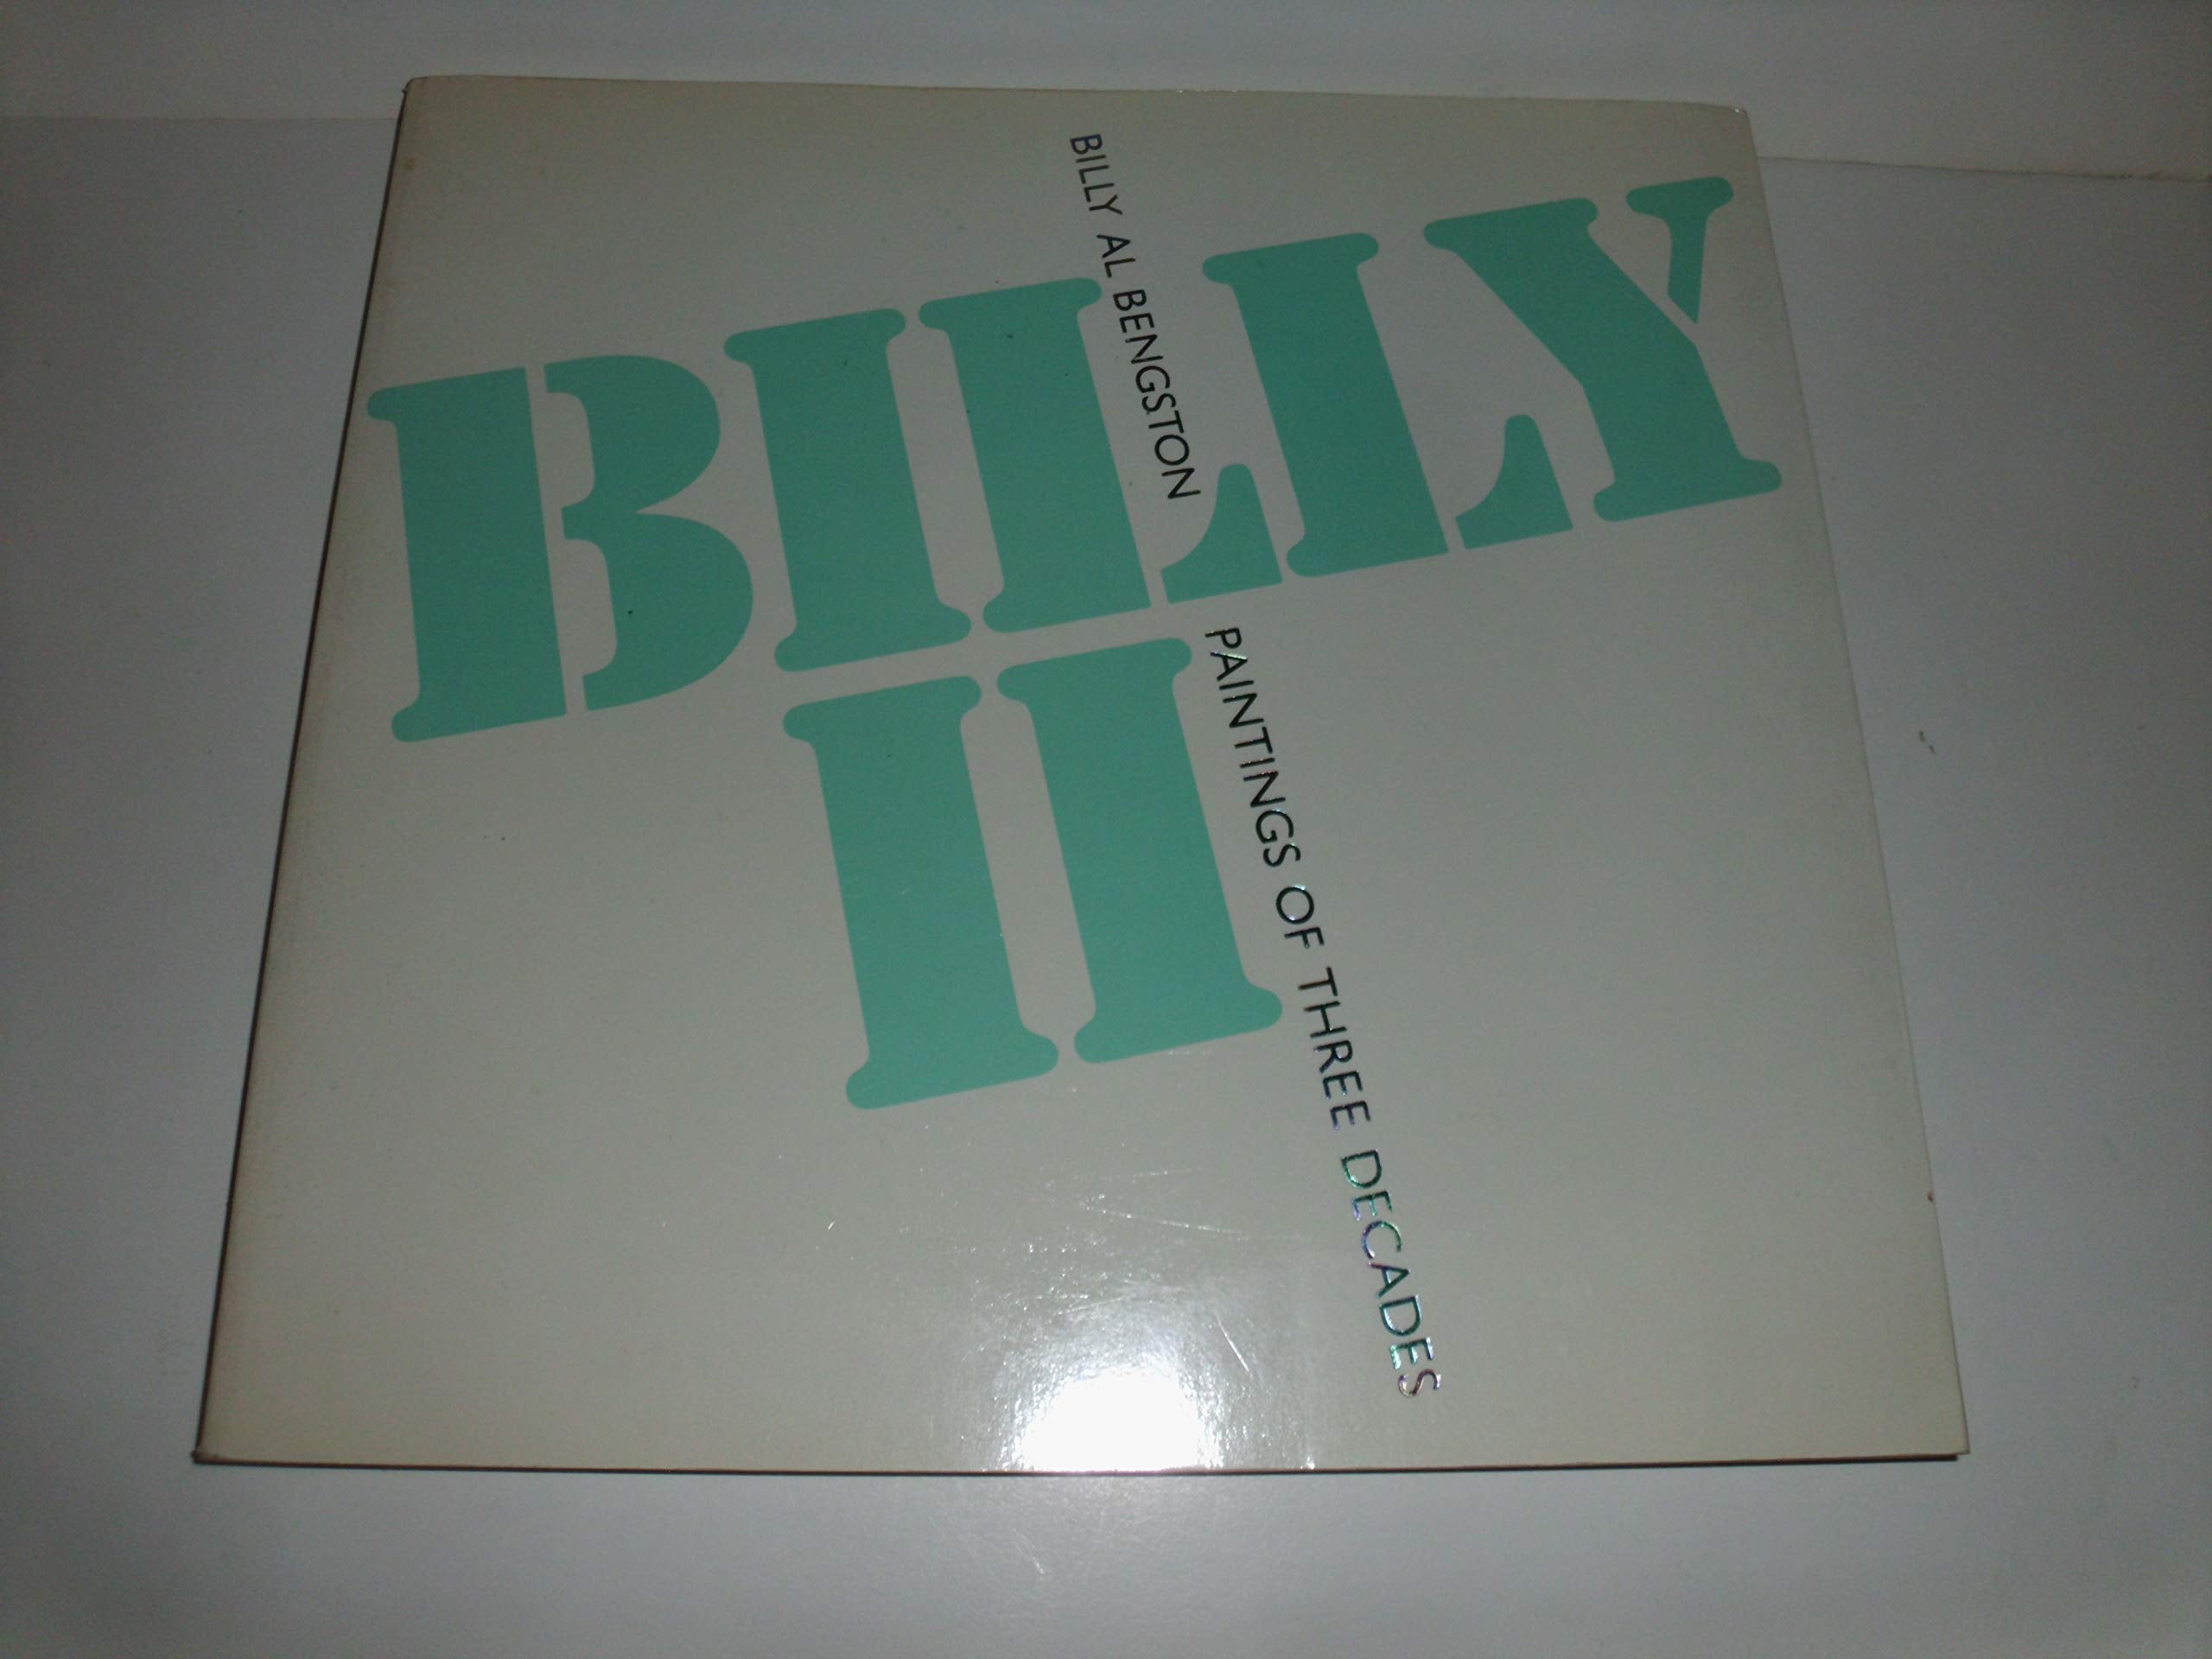 BILLY
II
BILLY AL BENGSTON PAINTINGS OF THREE DECADES